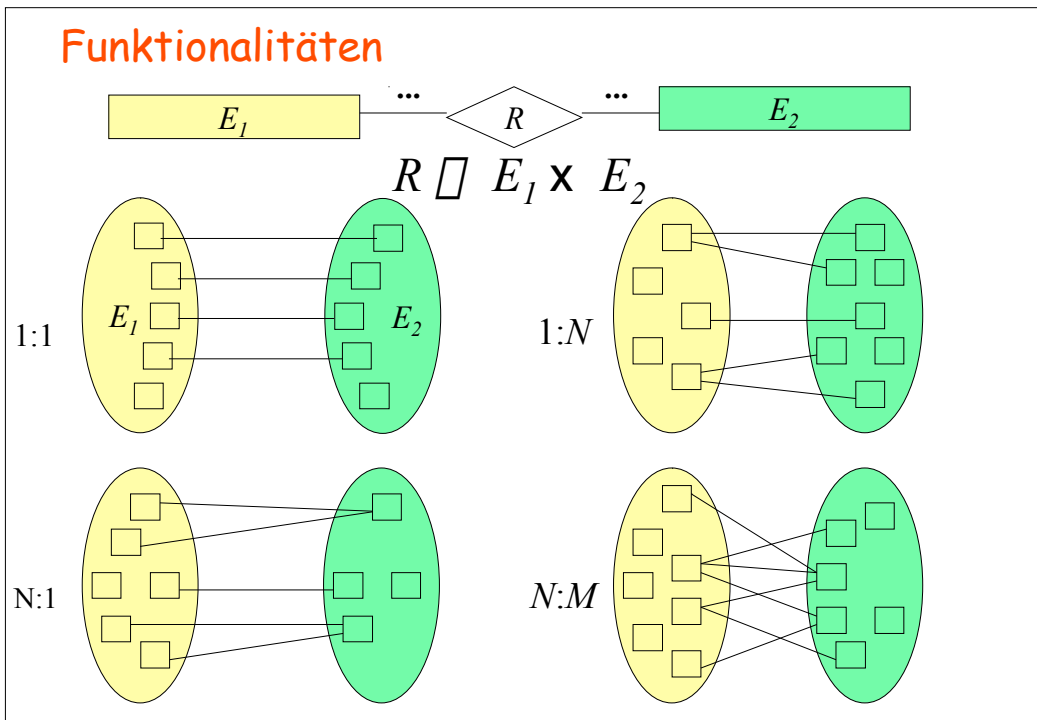 Funktionalitäten
... ...
E₁ R E₂
R ▯ E₁ x E₂
1:1 E₁ E₂ 1:N
N:1 N:M